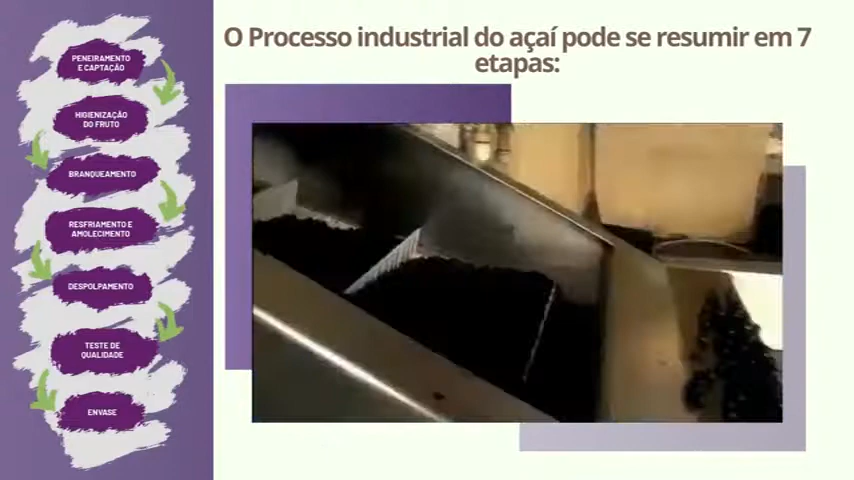 O Processo industrial do açaí pode se resumir em 7
etapas:
PENEIRAMENTO
E CAPTAÇÃO
HIGIENIZAÇÃO
DO FRUTO
BRANQUEAMENTO
RESFRIAMENTO E
AMOLECIMENTO
DESPOLPAMENTO
TESTE DE
QUALIDADE
ENVASE